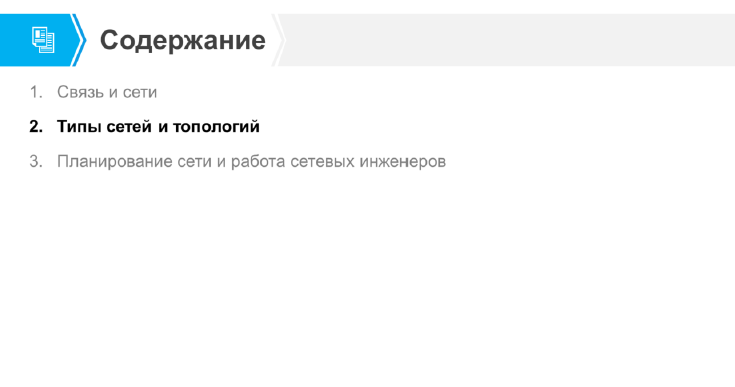 Содержание
1. Связь и сети
2. Типы сетей и топологий
3. Планирование сети и работа сетевых инженеров